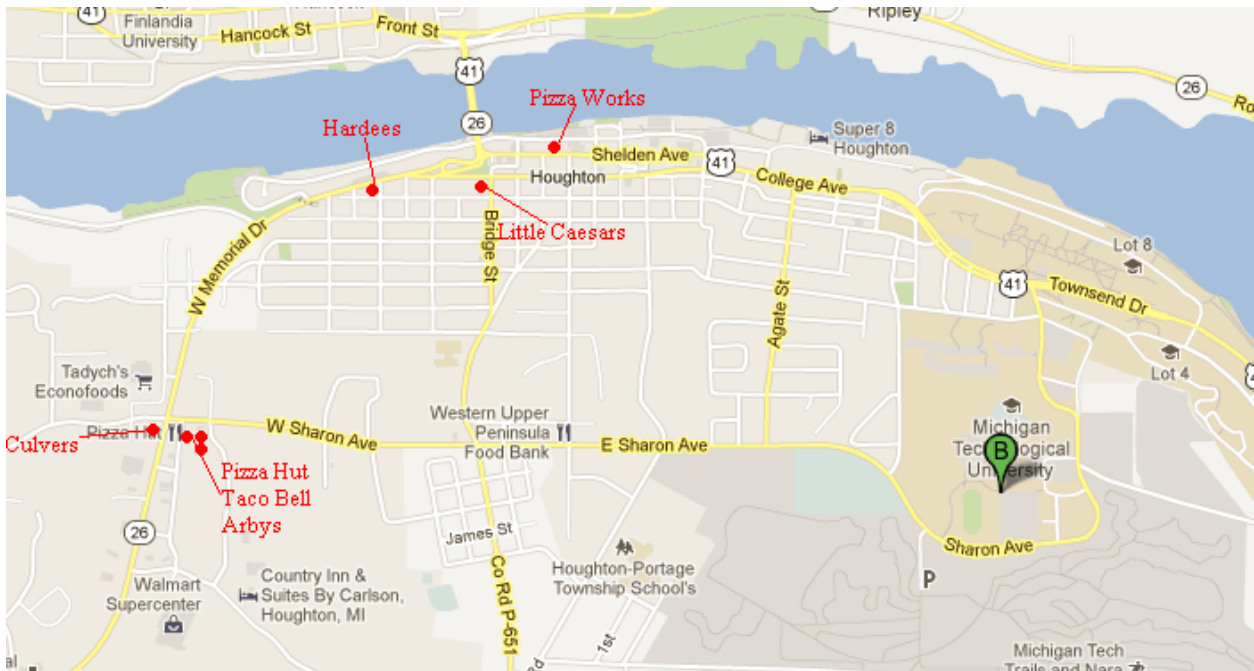 41
Finlandia
University
Hancock St
Front St
41
Ripley
26
Pizza Works
Hardees
26
Super 8
Houghton
Shelden Ave
41
Houghton
College Ave
Little Caesars
Bridge St
W Memorial Dr
Lot 8
41
Townsend Dr
Agate St
Lot 4
Tadych's
Econofoods
Pizza Hut
Culvers
W Sharon Ave
Western Upper
Peninsula
Food Bank
E Sharon Ave
Michigan
Technological
University
B
Pizza Hut
Taco Bell
Arbys
26
James St
Sharon Ave
Houghton-Portage
Township School's
P
Co Rd P-651
Walmart
Supercenter
Country Inn &
Suites By Carlson,
Houghton, MI
1st
Michigan Tech
Trails and Nara